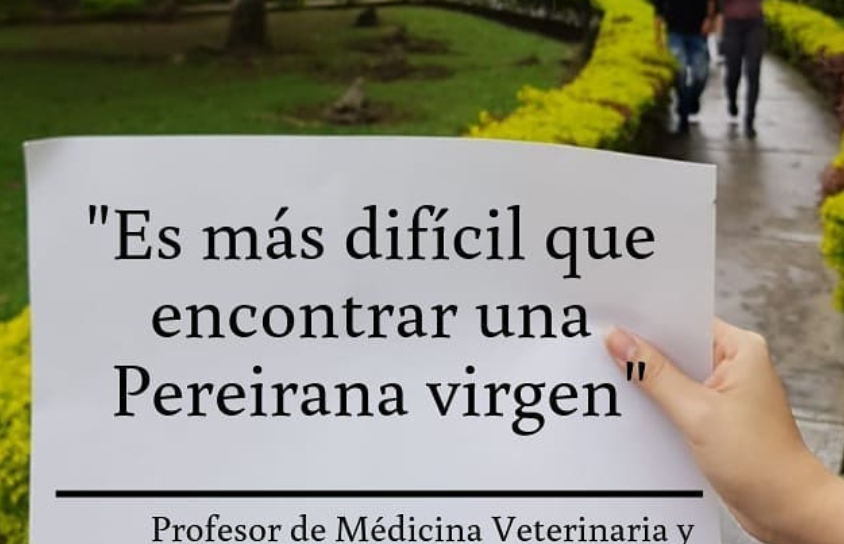 "Es más difícil que
encontrar una
Pereirana virgen"
Profesor de Médicina Veterinaria y